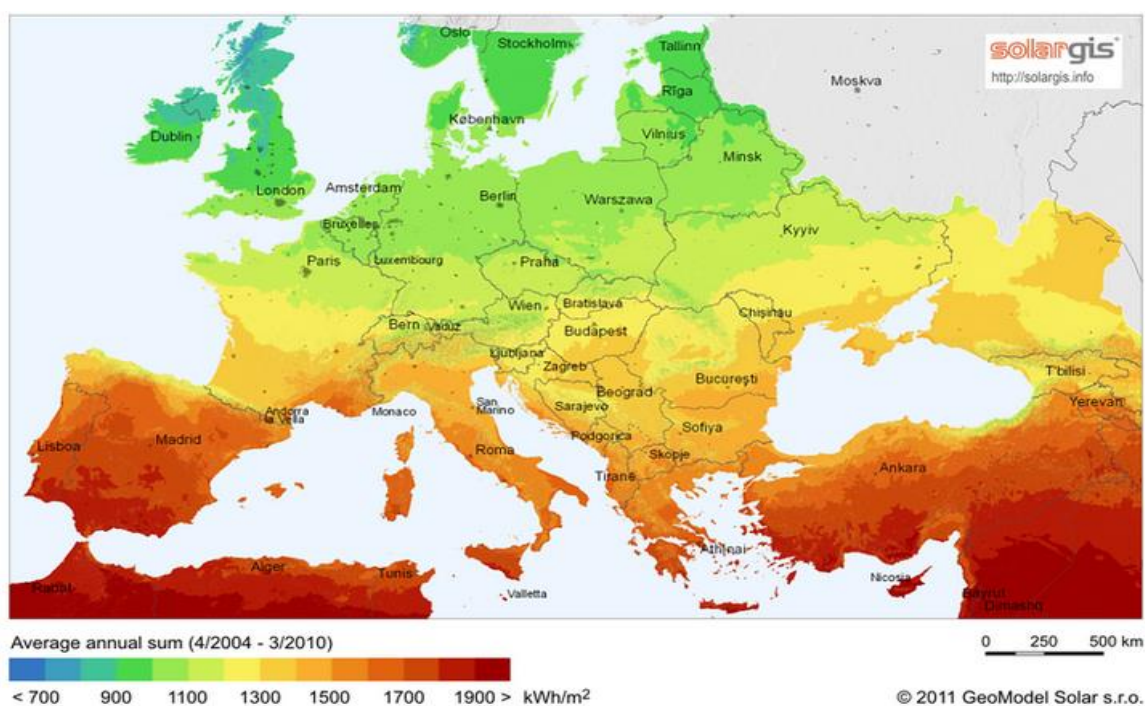 Oslo
Stockholm
Tallinn
solargis
http://solargis.info
Moskva
Rīga
København
Dublin
Vilnius
Minsk
London
Amsterdam
Berlin
Warszawa
Bruxelles
Kyyiv
Paris
Luxembourg
Praha
Wien
Bratislava
Chișinău
Bern
Vaduz
Budapest
Ljubljana
Zagreb
T'bilisi
București
Beograd
Andorra
la Vella
Monaco
San
Marino
Sarajevo
Yerevan
Lisboa
Madrid
Roma
Podgorica
Sofiya
Skopje
Tiranë
Ankara
Athinai
Nicosia
Rabat
Alger
Tunis
Valletta
Bayrut
Dimashq
Average annual sum (4/2004 - 3/2010)
0 250 500 km
< 700 900 1100 1300 1500 1700 1900 > kWh/m²
© 2011 GeoModel Solar s.r.o.